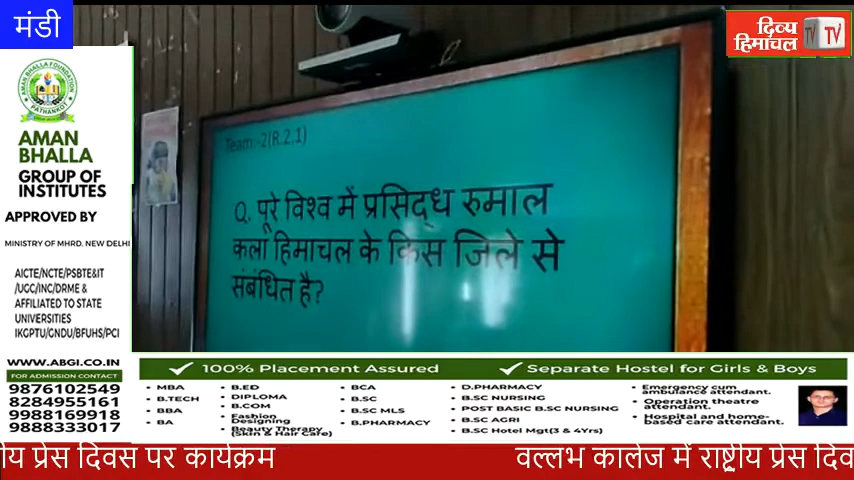 मंडी
दिव्य
हिमाचल TV TV
AMAN BHALLA FOUNDATION
PATHANKOT
AMAN
BHALLA
GROUP OF
INSTITUTES
APPROVED BY
MINISTRY OF MHRD. NEW DELHI
AICTE/NCTE/PSBTE&IT
/UGC/INC/DRME &
AFFILIATED TO STATE
UNIVERSITIES
IKGPTU/GNDU/BFUHS/PCI
WWW.ABGI.CO.IN
FOR ADMISSION CONTACT
9876102549
8284955161
9988169918
9888333017
Team:-2(R.2.1)
Q. पूरे विश्व में प्रसिद्ध रुमाल
कला हिमाचल के किस जिले से
संबंधित है?
100% Placement Assured
Separate Hostel for Girls & Boys
MBA
B.TECH
BBA
BA
B.ED
DIPLOMA
B.COM
Fashion
Designing
Beauty Therapy
(Skin & Hair Care)
BCA
B.SC
B.SC MLS
B.PHARMACY
D.PHARMACY
B.SC NURSING
POST BASIC B.SC NURSING
B.SC AGRI
B.SC Hotel Mgt(3 & 4Yrs)
Emergency cum
ambulance attendant.
Operation theatre
attendant.
Hospital and home-
based care attendant.
ीय प्रेस दिवस पर कार्यक्रम
वल्लभ कालेज में राष्ट्रीय प्रेस दिव